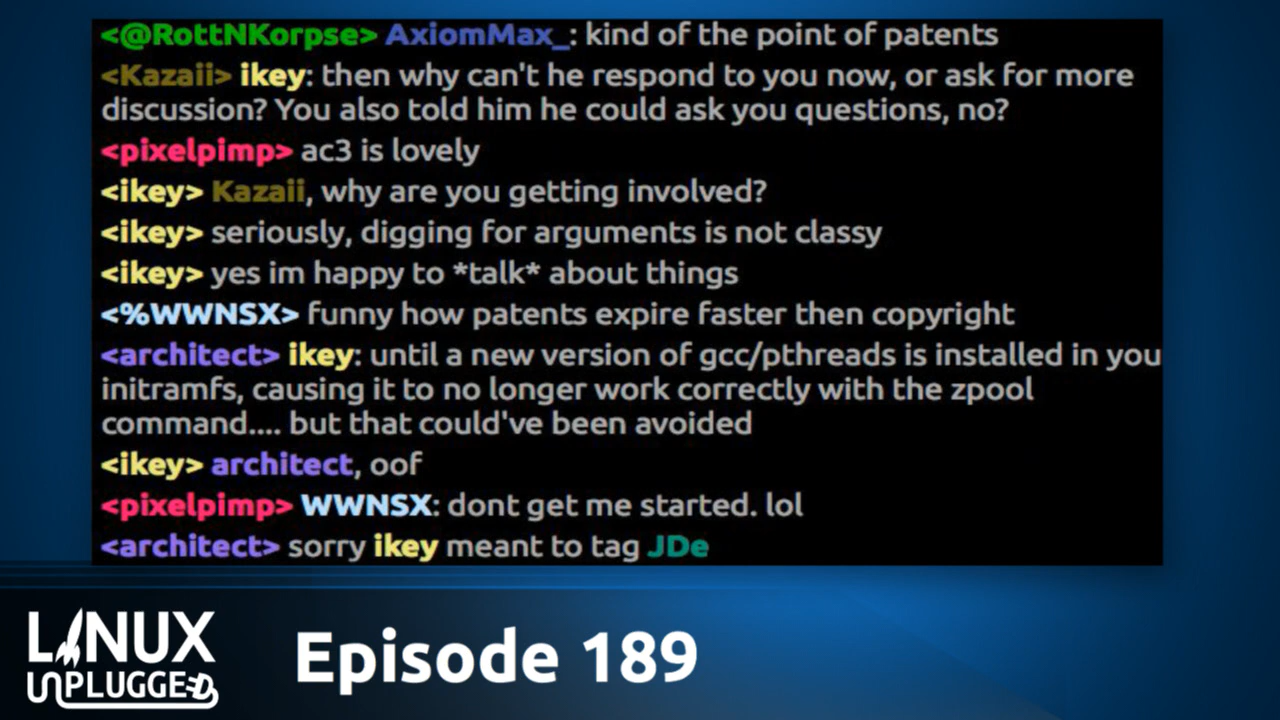 <@RottNKorpse> AxiomMax_: kind of the point of patents
<Kazaii> ikey: then why can't he respond to you now, or ask for more
discussion? You also told him he could ask you questions, no?
<pixelpimp> ac3 is lovely
<ikey> Kazaii, why are you getting involved?
<ikey> seriously, digging for arguments is not classy
<ikey> yes im happy to *talk* about things
<%WWNSX> funny how patents expire faster then copyright
<architect> ikey: until a new version of gcc/pthreads is installed in you
initramfs, causing it to no longer work correctly with the zpool
command.... but that could've been avoided
<ikey> architect, oof
<pixelpimp> WWNSX: dont get me started. lol
<architect> sorry ikey meant to tag JDe
LINUX
UNPLUGGED
Episode 189